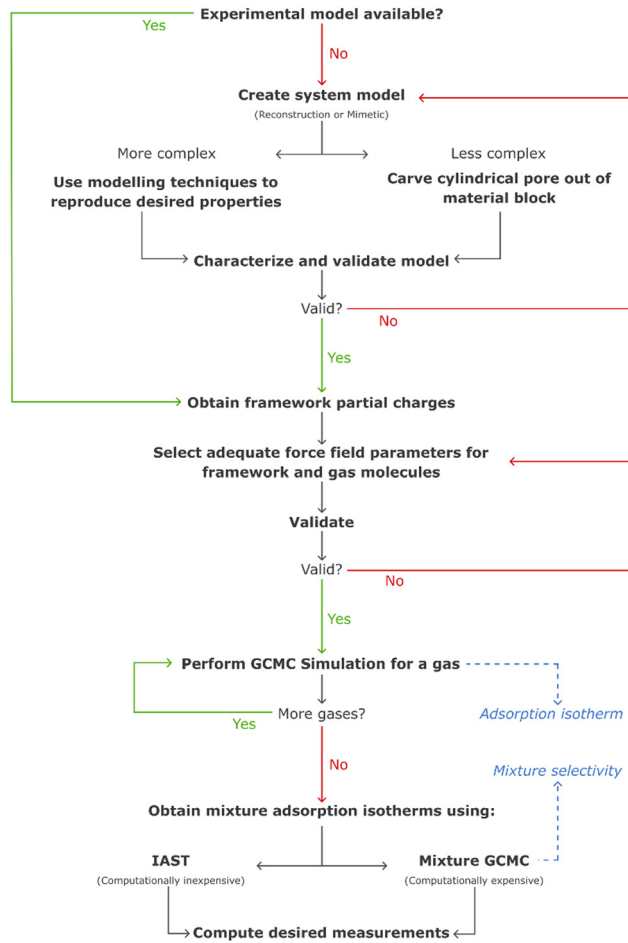 Experimental model available?
Yes
No
Create system model
(Reconstruction or Mimetic)
More complex
Less complex
Use modelling techniques to
reproduce desired properties
Carve cylindrical pore out of
material block
Characterize and validate model
Valid?
No
Yes
Obtain framework partial charges
Select adequate force field parameters for
framework and gas molecules
Validate
Valid?
No
Yes
Perform GCMC Simulation for a gas
More gases?
Yes
Adsorption isotherm
No
Mixture selectivity
Obtain mixture adsorption isotherms using:
IAST
(Computationally inexpensive)
Mixture GCMC
(Computationally expensive)
Compute desired measurements